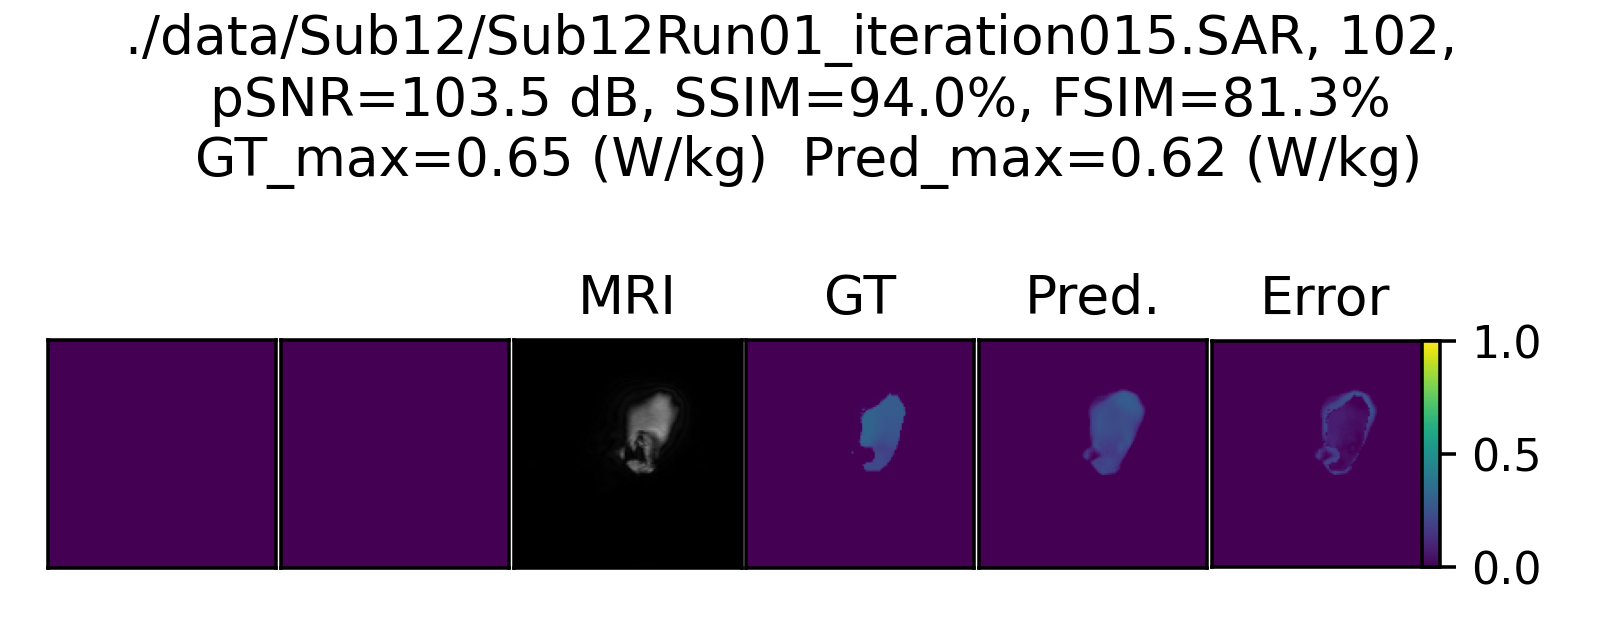 ./data/Sub12/Sub12Run01_iteration015.SAR, 102,
pSNR=103.5 dB, SSIM=94.0%, FSIM=81.3%
GT_max=0.65 (W/kg)  Pred_max=0.62 (W/kg)
MRI GT Pred. Error
1.0
0.5
0.0